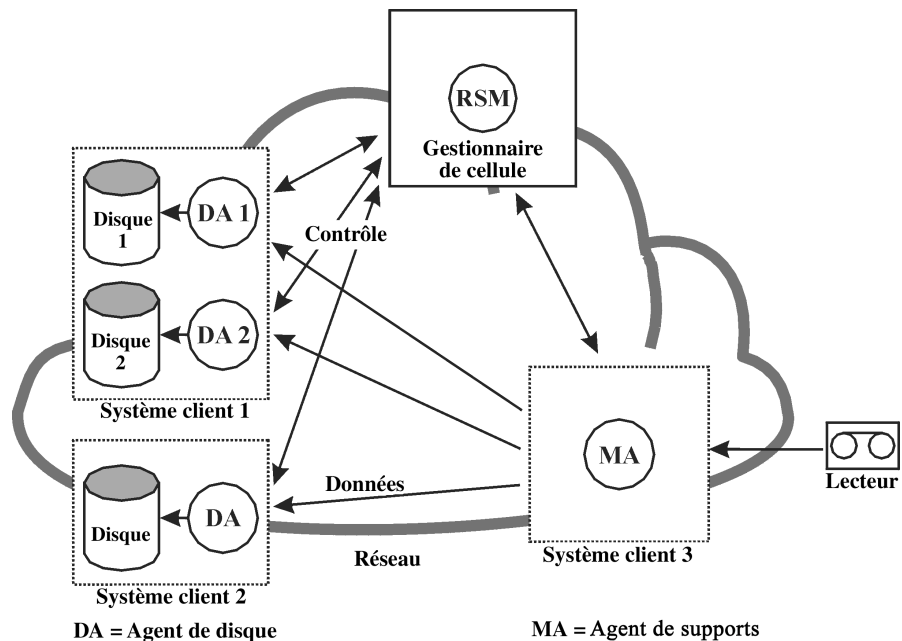 RSM
Gestionnaire
de cellule
Disque
1
DA 1
Contrôle
Disque
2
DA 2
Système client 1
MA
Lecteur
Données
Disque
DA
Réseau
Système client 3
Système client 2
DA = Agent de disque
MA = Agent de supports